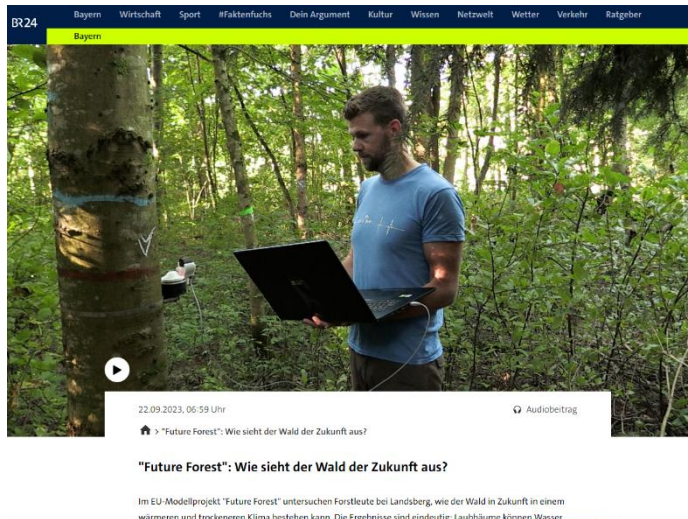 BR24 Bayern Wirtschaft Sport #Faktenfuchs Dein Argument Kultur Wissen Netzwelt Wetter Verkehr Ratgeber
Bayern
22.09.2023, 06:59 Uhr Audiobeitrag
> "Future Forest": Wie sieht der Wald der Zukunft aus?
"Future Forest": Wie sieht der Wald der Zukunft aus?
Im EU-Modellprojekt "Future Forest" untersuchen Forstleute bei Landsberg, wie der Wald in Zukunft in einem
wärmeren und trockeneren Klima bestehen kann. Die Ergebnisse sind eindeutig: Laubbäume können Wasser